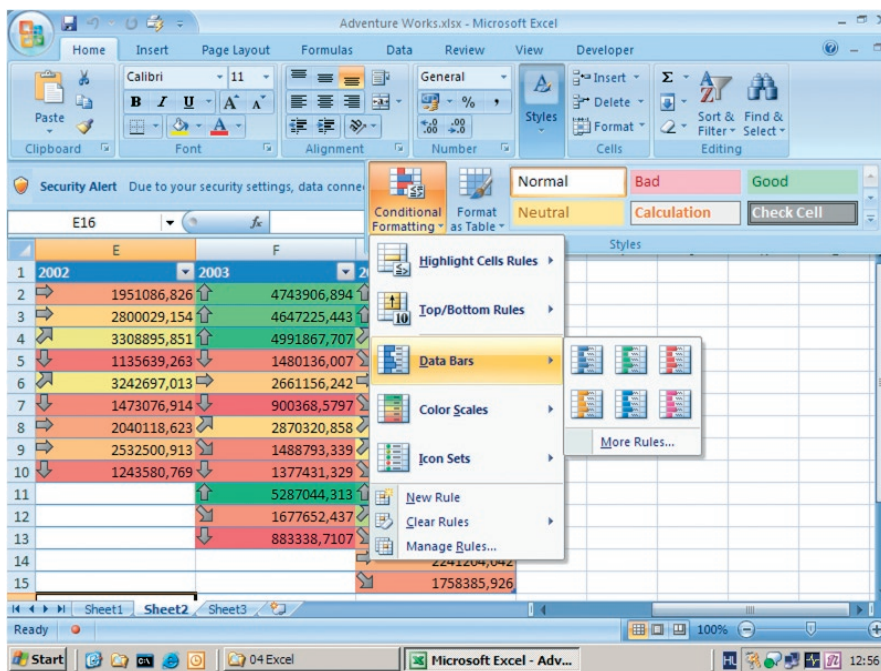 Adventure Works.xlsx - Microsoft Excel
Home Insert Page Layout Formulas Data Review View Developer
Calibri 11 General Insert
B I U A A % , Delete
Paste A .00 .00 Styles Format Sort & Filter Find & Select
Clipboard Font Alignment Number Cells Editing
Security Alert Due to your security settings, data conne
Conditional Formatting Format as Table Normal Bad Good
Neutral Calculation Check Cell
Styles
E16 fx
E F
1 2002 2003 2
2 1951086,826 4743906,894
3 2800029,154 4647225,443
4 3308895,851 4991867,707
5 1135639,263 1480136,007
6 3242697,013 2661156,242
7 1473076,914 900368,5797
8 2040118,623 2870320,858
9 2532500,913 1488793,339
10 1243580,769 1377431,329
11 5287044,313
12 1677652,437
13 883338,7107
14 2241204,042
15 1758385,926
Highlight Cells Rules
Top/Bottom Rules
10
Data Bars
Color Scales
Icon Sets
New Rule
Clear Rules
Manage Rules...
More Rules...
Sheet1 Sheet2 Sheet3
Ready 100%
Start 04 Excel Microsoft Excel - Adv... HU 12:56